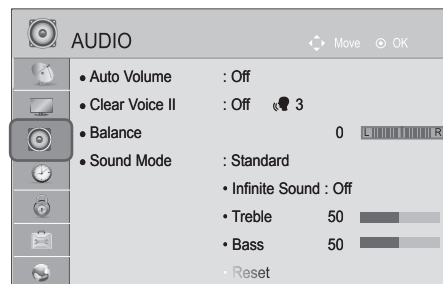 AUDIO Move OK
• Auto Volume : Off
• Clear Voice II : Off 3
• Balance 0 L R
• Sound Mode : Standard
• Infinite Sound : Off
• Treble 50
• Bass 50
• Reset